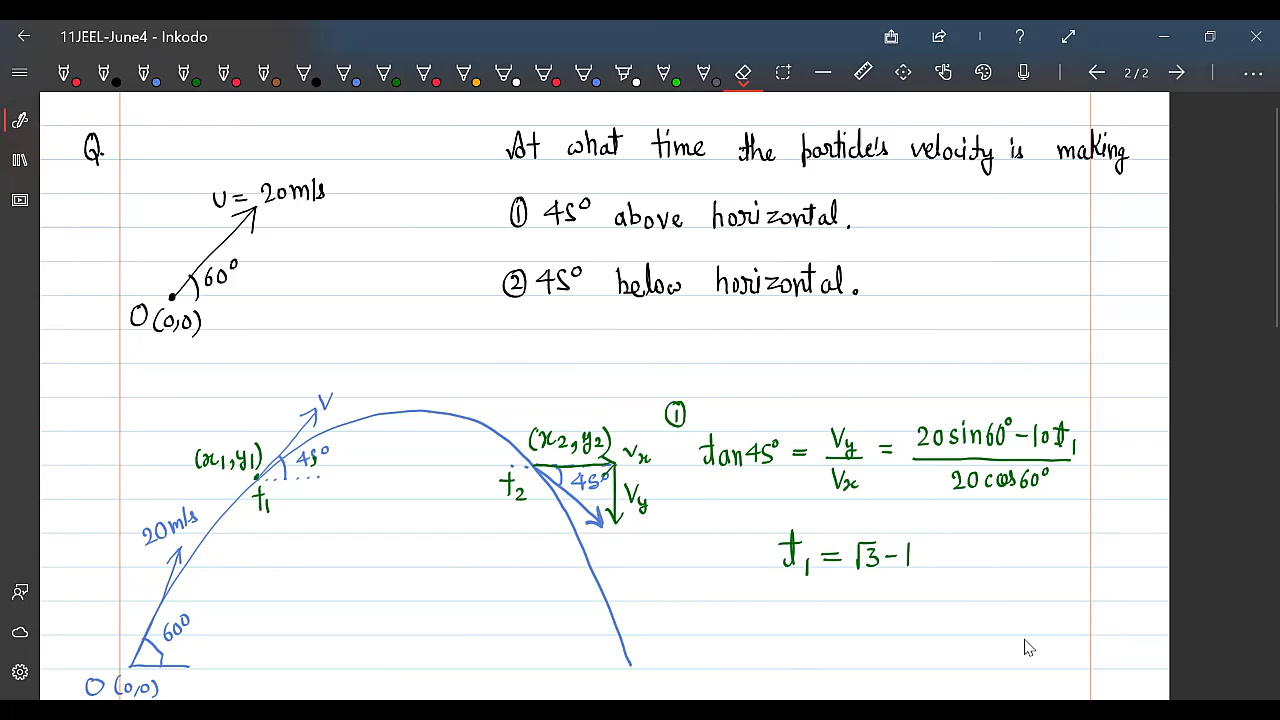 11JEEL-June4 - Inkodo
2/2
Q. At what time the particle's velocity is making
U = 20m/s
① 45° above horizontal.
60°
② 45° below horizontal.
O (0,0)
V
①
(x₁,y₁)
45°
t₁
(x₂,y₂) Vx
t₂ 45° Vy
tan45° = Vy/Vx = (20sin60° - 10t₁)/(20cos60°)
20m/s
t₁ = √3 - 1
60°
O (0,0)